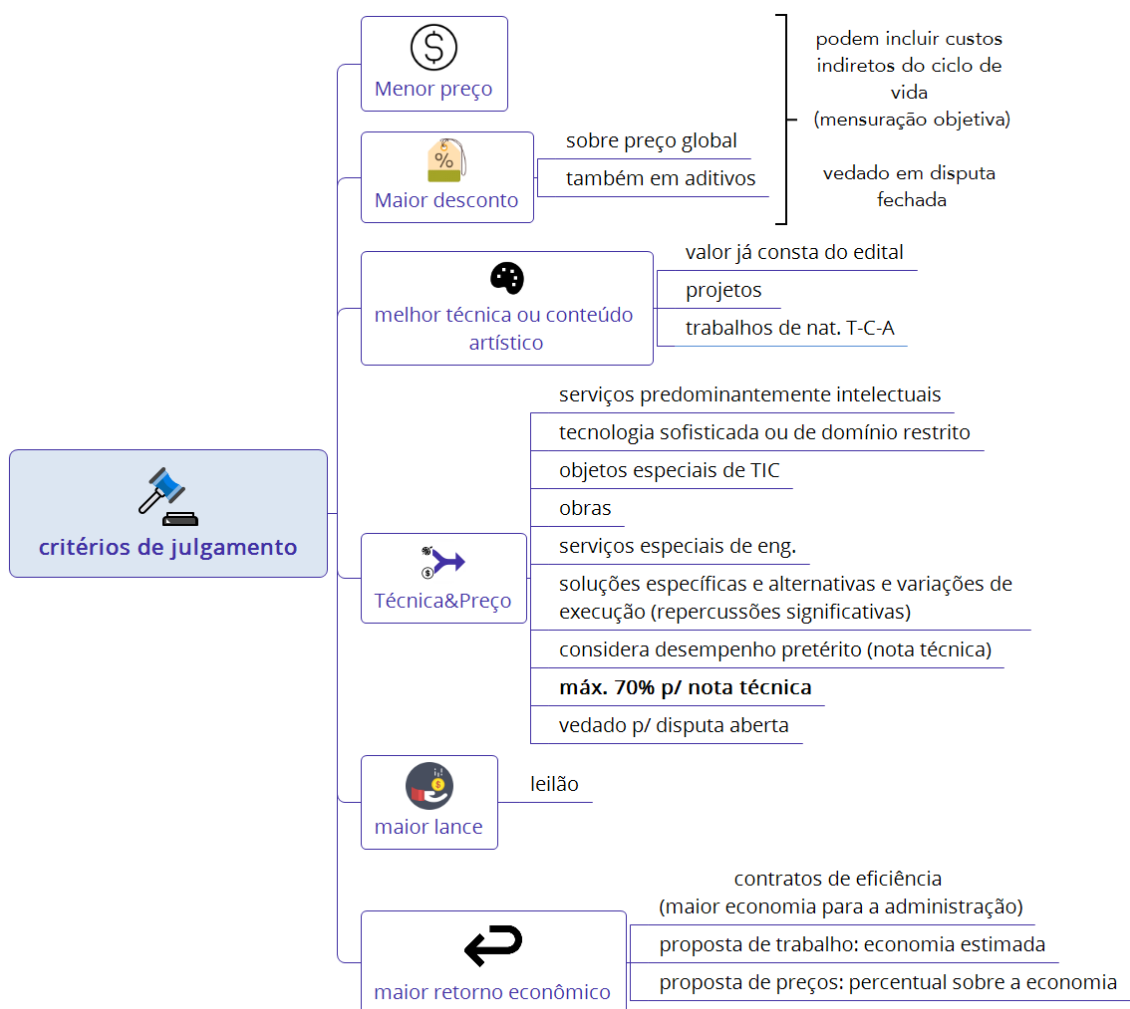 critérios de julgamento
Menor preço
Maior desconto
sobre preço global
também em aditivos
podem incluir custos
indiretos do ciclo de
vida
(mensuração objetiva)
vedado em disputa
fechada
melhor técnica ou conteúdo
artístico
valor já consta do edital
projetos
trabalhos de nat. T-C-A
Técnica&Preço
serviços predominantemente intelectuais
tecnologia sofisticada ou de domínio restrito
objetos especiais de TIC
obras
serviços especiais de eng.
soluções específicas e alternativas e variações de
execução (repercussões significativas)
considera desempenho pretérito (nota técnica)
máx. 70% p/ nota técnica
vedado p/ disputa aberta
maior lance
leilão
maior retorno econômico
contratos de eficiência
(maior economia para a administração)
proposta de trabalho: economia estimada
proposta de preços: percentual sobre a economia